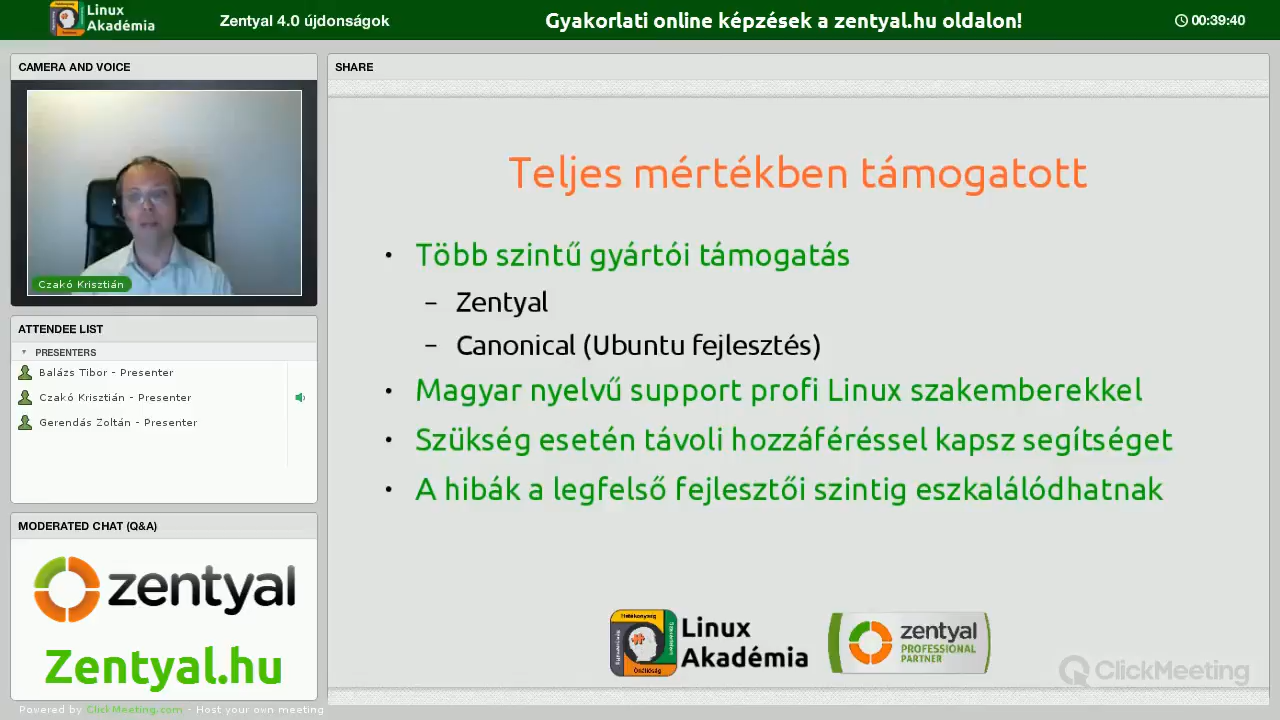 Linux
Akadémia
Zentyal 4.0 újdonságok
Gyakorlati online képzések a zentyal.hu oldalon!
00:39:40
CAMERA AND VOICE
Czakó Krisztián
ATTENDEE LIST
PRESENTERS
Balázs Tibor - Presenter
Czakó Krisztián - Presenter
Gerendás Zoltán - Presenter
MODERATED CHAT (Q&A)
zentyal
Zentyal.hu
Powered by ClickMeeting.com - Host your own meeting
SHARE
Teljes mértékben támogatott
• Több szintű gyártói támogatás
– Zentyal
– Canonical (Ubuntu fejlesztés)
• Magyar nyelvű support profi Linux szakemberekkel
• Szükség esetén távoli hozzáféréssel kapsz segítséget
• A hibák a legfelső fejlesztői szintig eszkalálódhatnak
Hatékonyság
Önállóság
Linux
Akadémia
zentyal
PROFESSIONAL
PARTNER
ClickMeeting